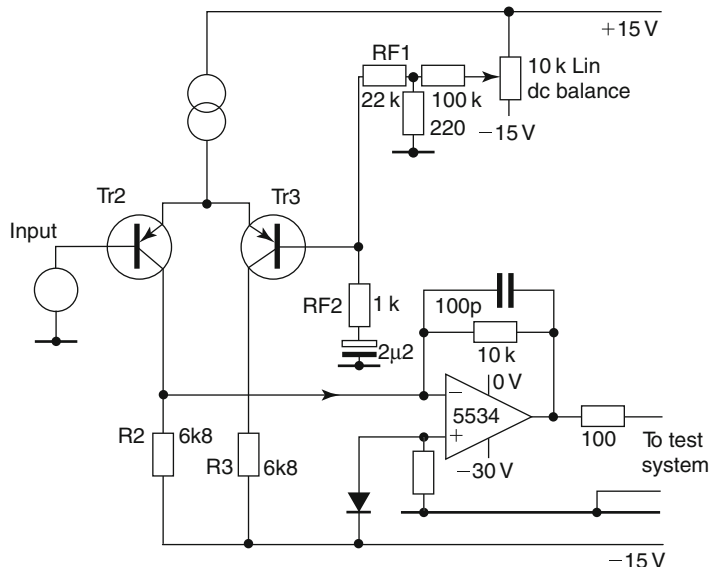 +15 V
RF1
10 k Lin
dc balance
22 k
100 k
220
−15 V
Tr2
Tr3
Input
RF2
1 k
2µ2
100p
10 k
0 V
−
5534
+
−30 V
100
To test
system
R2
6k8
R3
6k8
−15 V